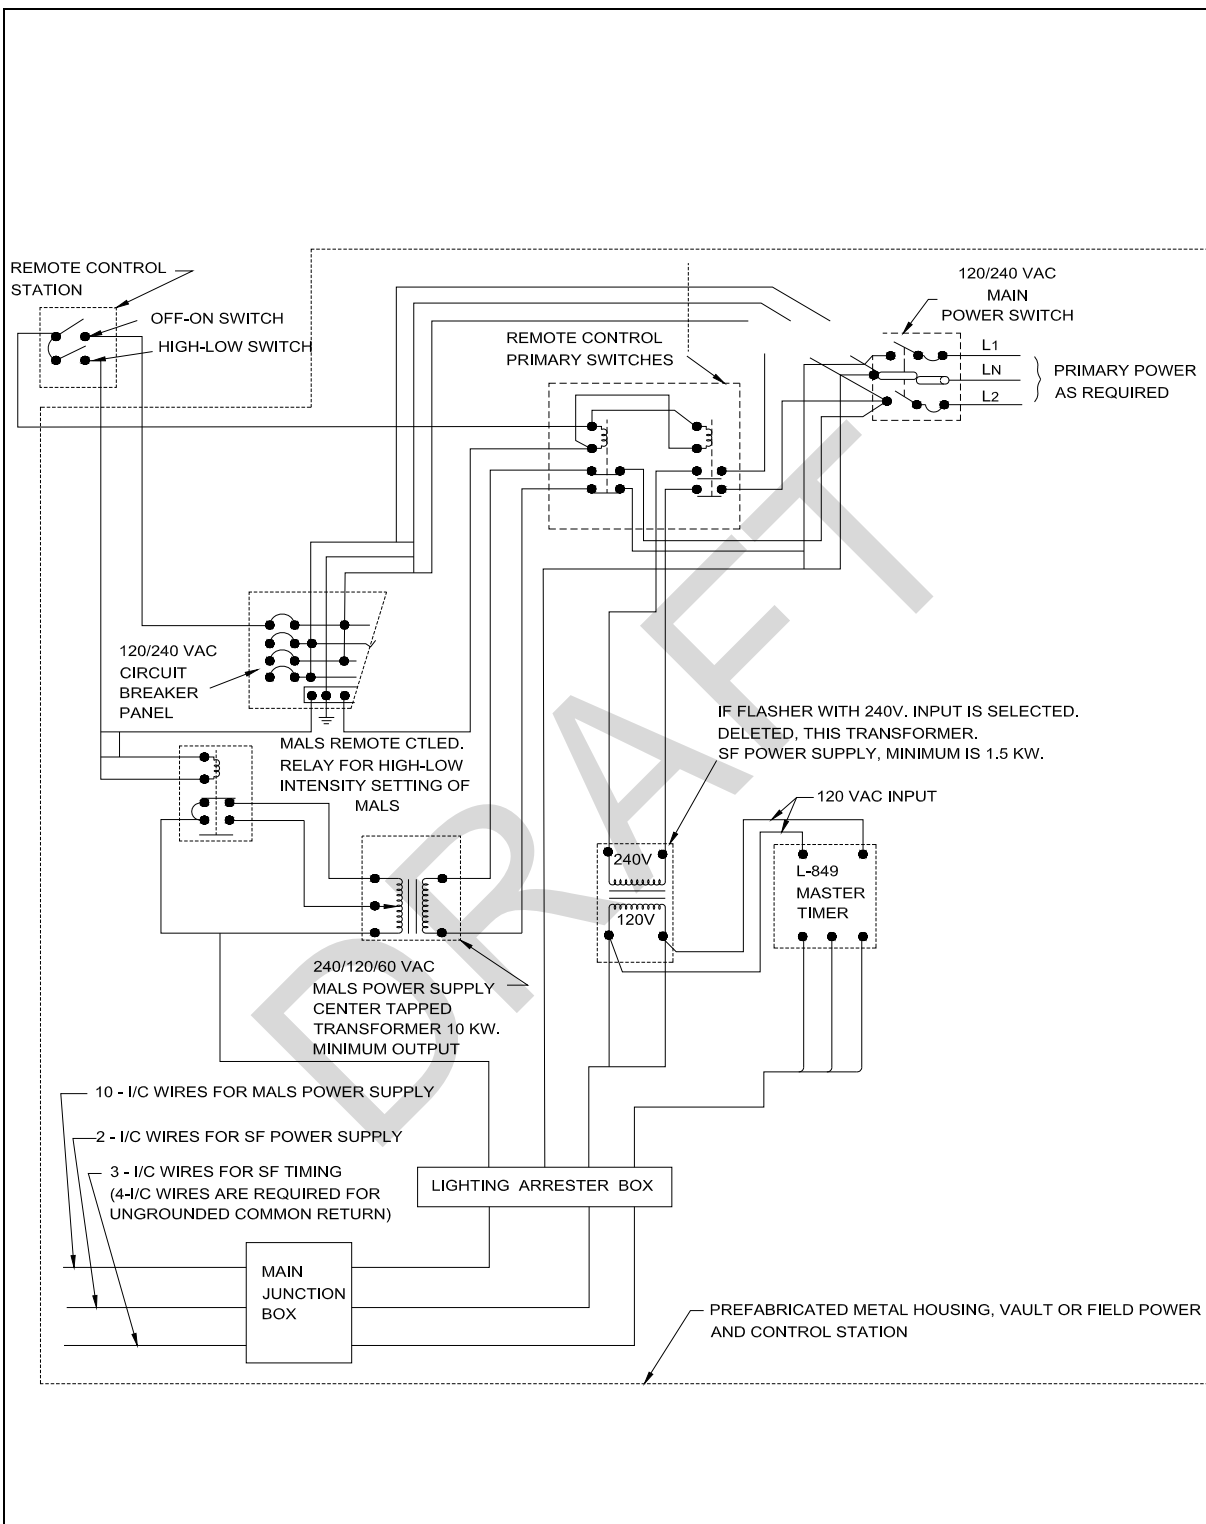 REMOTE CONTROL
STATION
OFF-ON SWITCH
HIGH-LOW SWITCH
REMOTE CONTROL
PRIMARY SWITCHES
120/240 VAC
MAIN
POWER SWITCH
L1
LN
L2
PRIMARY POWER
AS REQUIRED
120/240 VAC
CIRCUIT
BREAKER
PANEL
MALS REMOTE CTLED.
RELAY FOR HIGH-LOW
INTENSITY SETTING OF
MALS
IF FLASHER WITH 240V. INPUT IS SELECTED.
DELETED, THIS TRANSFORMER.
SF POWER SUPPLY, MINIMUM IS 1.5 KW.
120 VAC INPUT
240V
120V
L-849
MASTER
TIMER
240/120/60 VAC
MALS POWER SUPPLY
CENTER TAPPED
TRANSFORMER 10 KW.
MINIMUM OUTPUT
10 - I/C WIRES FOR MALS POWER SUPPLY
2 - I/C WIRES FOR SF POWER SUPPLY
3 - I/C WIRES FOR SF TIMING
(4-I/C WIRES ARE REQUIRED FOR
UNGROUNDED COMMON RETURN)
LIGHTING ARRESTER BOX
MAIN
JUNCTION
BOX
PREFABRICATED METAL HOUSING, VAULT OR FIELD POWER
AND CONTROL STATION
DRAFT